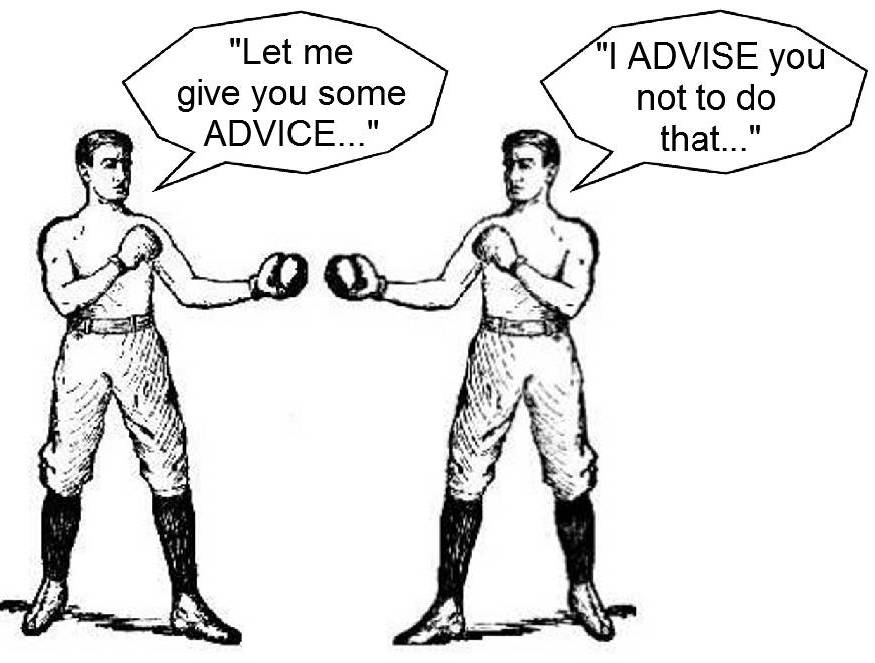 "Let me
give you some
ADVICE..."
"I ADVISE you
not to do
that..."